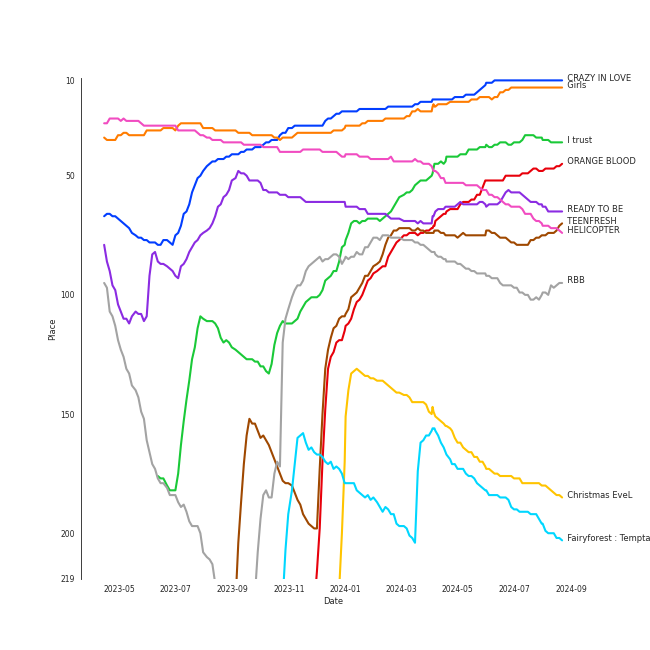 10
50
100
150
200
219
Place
2023-05
2023-07
2023-09
2023-11
2024-01
2024-03
2024-05
2024-07
2024-09
Date
CRAZY IN LOVE
Girls
I trust
ORANGE BLOOD
READY TO BE
TEENFRESH
HELICOPTER
RBB
Christmas EveL
Fairyforest : Tempta